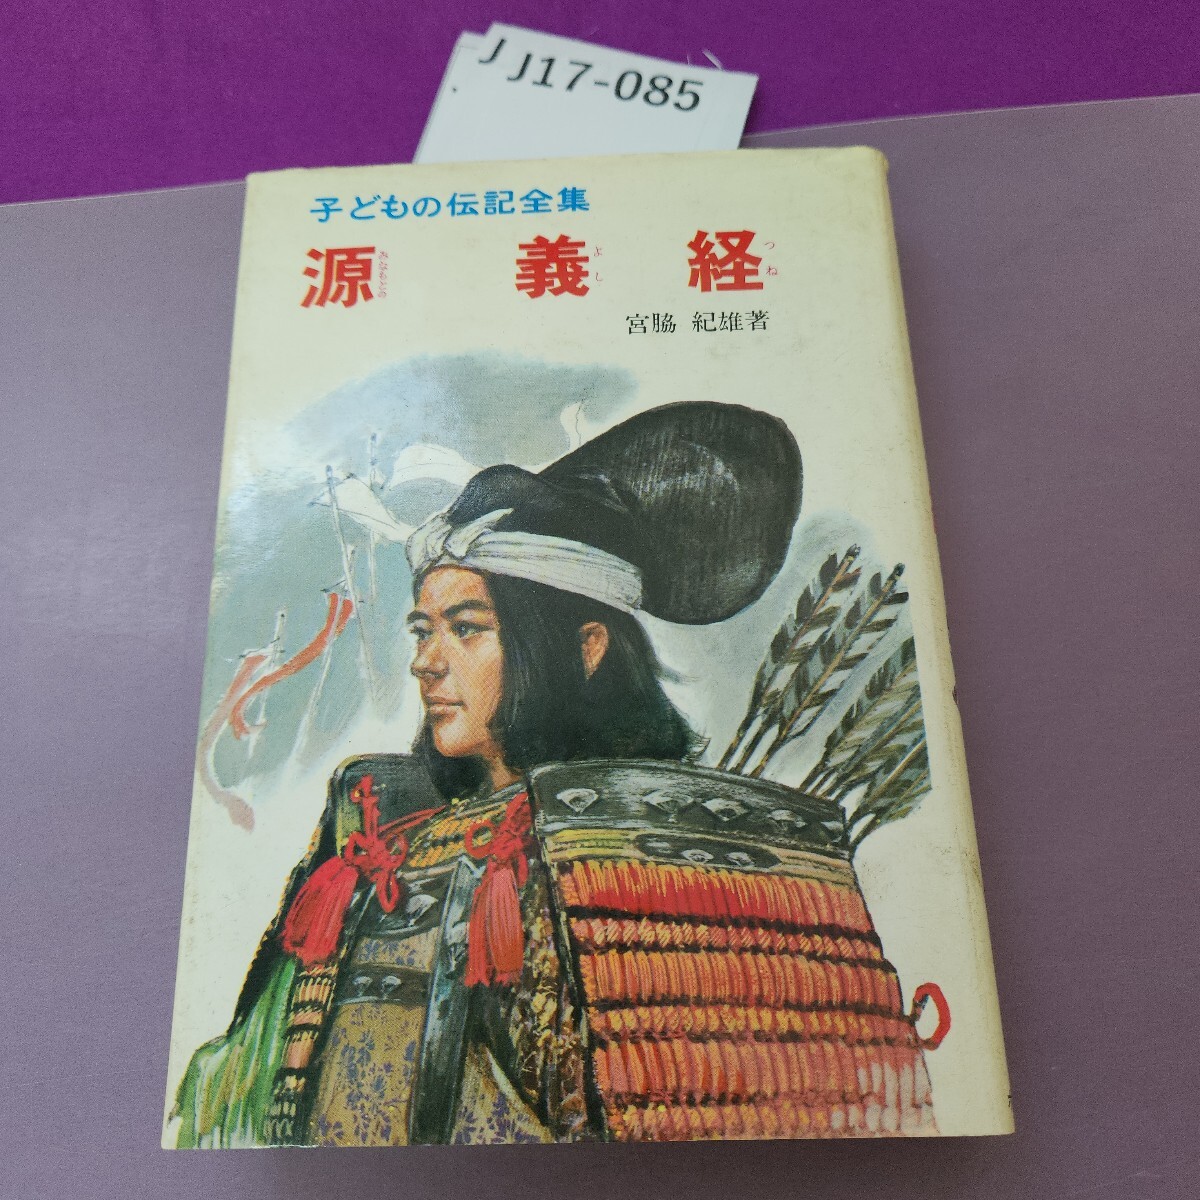 J J17-085
子どもの伝記全集
源 義 経
みなもとの よし つね
宮脇 紀雄著